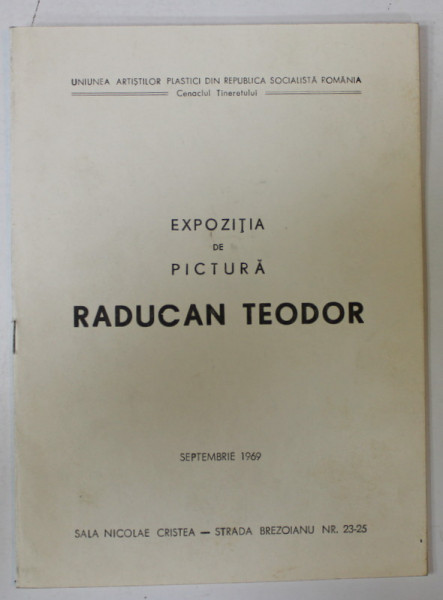 UNIUNEA ARTIȘTILOR PLASTICI DIN REPUBLICA SOCIALISTĂ ROMÂNIA
Cenaclul Tineretului
EXPOZIȚIA
DE
PICTURĂ
RADUCAN TEODOR
SEPTEMBRIE 1969
SALA NICOLAE CRISTEA — STRADA BREZOIANU NR. 23-25